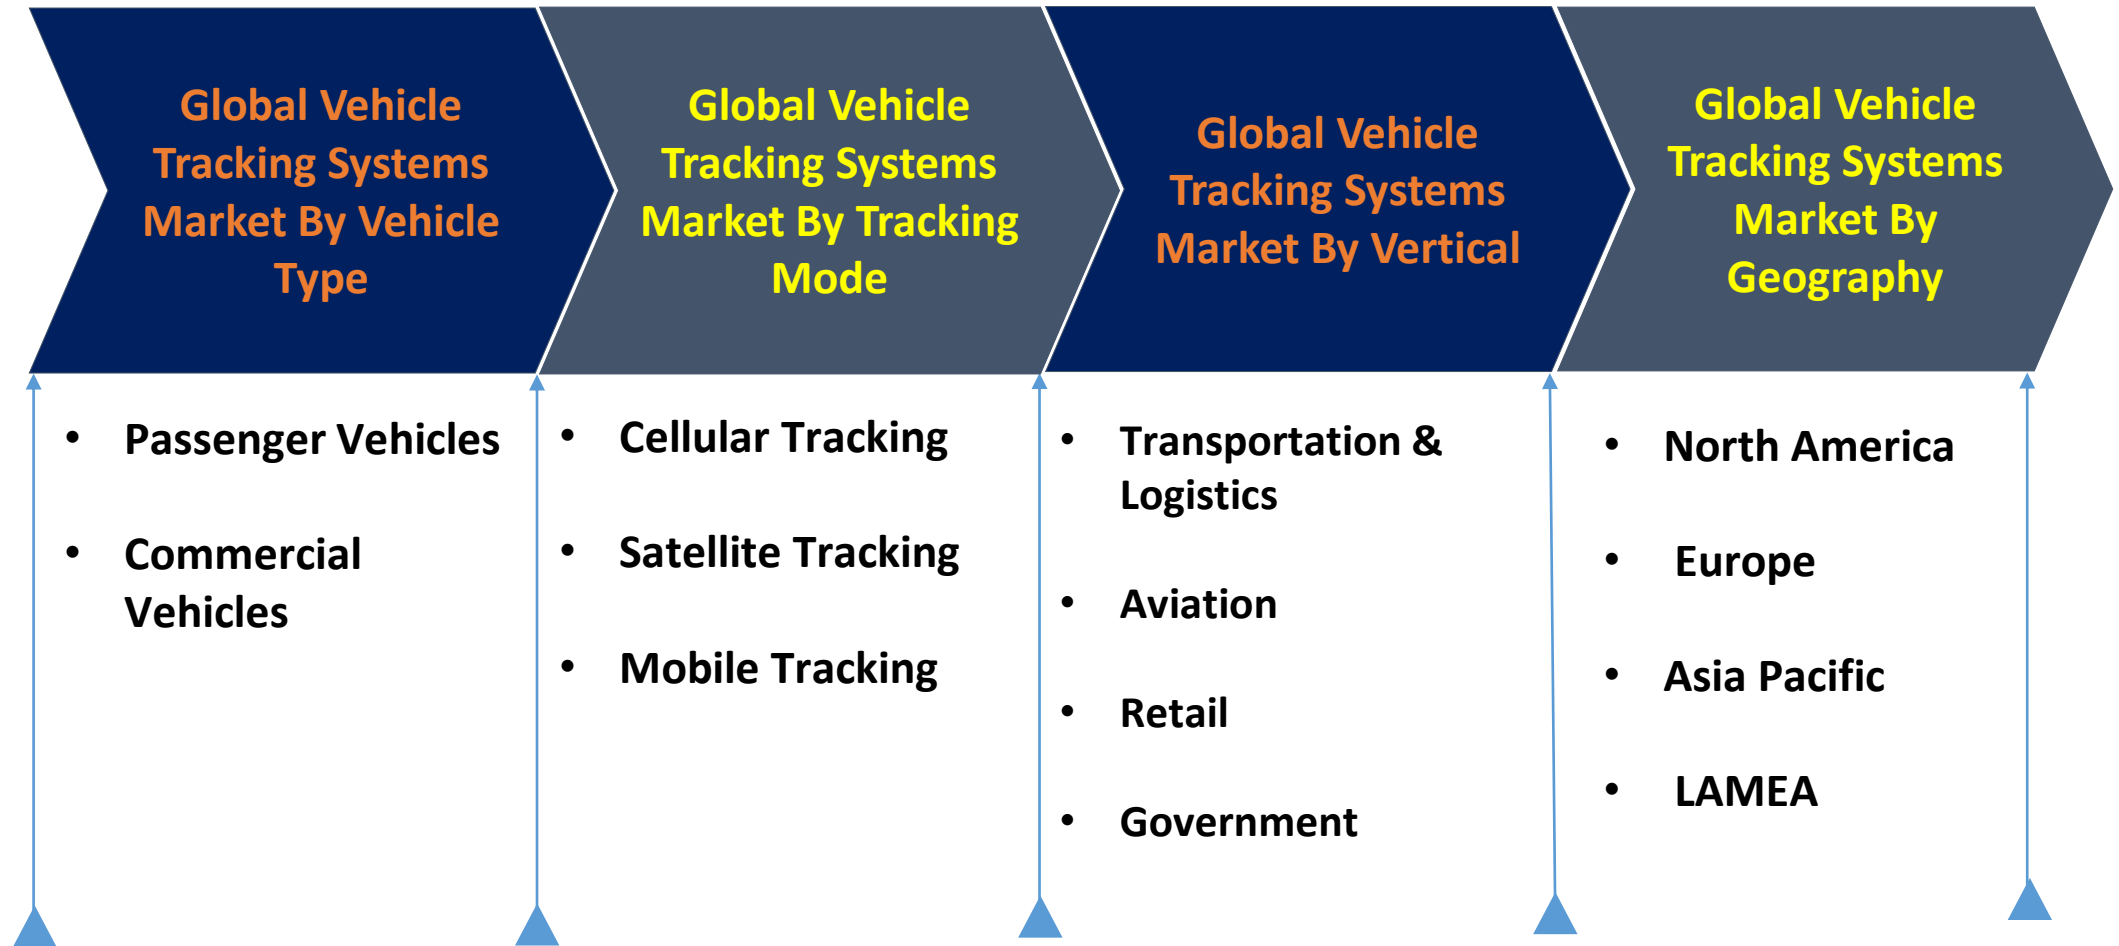 Global Vehicle
Tracking Systems
Market By Vehicle
Type
Global Vehicle
Tracking Systems
Market By Tracking
Mode
Global Vehicle
Tracking Systems
Market By Vertical
Global Vehicle
Tracking Systems
Market By
Geography
• Passenger Vehicles
• Commercial
Vehicles
• Cellular Tracking
• Satellite Tracking
• Mobile Tracking
• Transportation &
Logistics
• Aviation
• Retail
• Government
• North America
• Europe
• Asia Pacific
• LAMEA